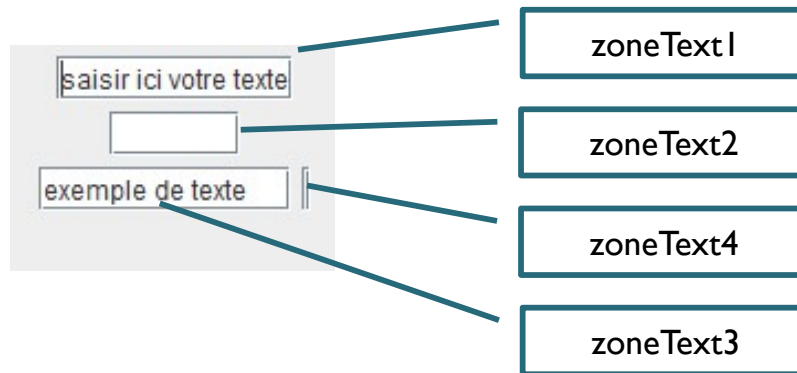 saisir ici votre texte
exemple de texte
zoneText1
zoneText2
zoneText4
zoneText3